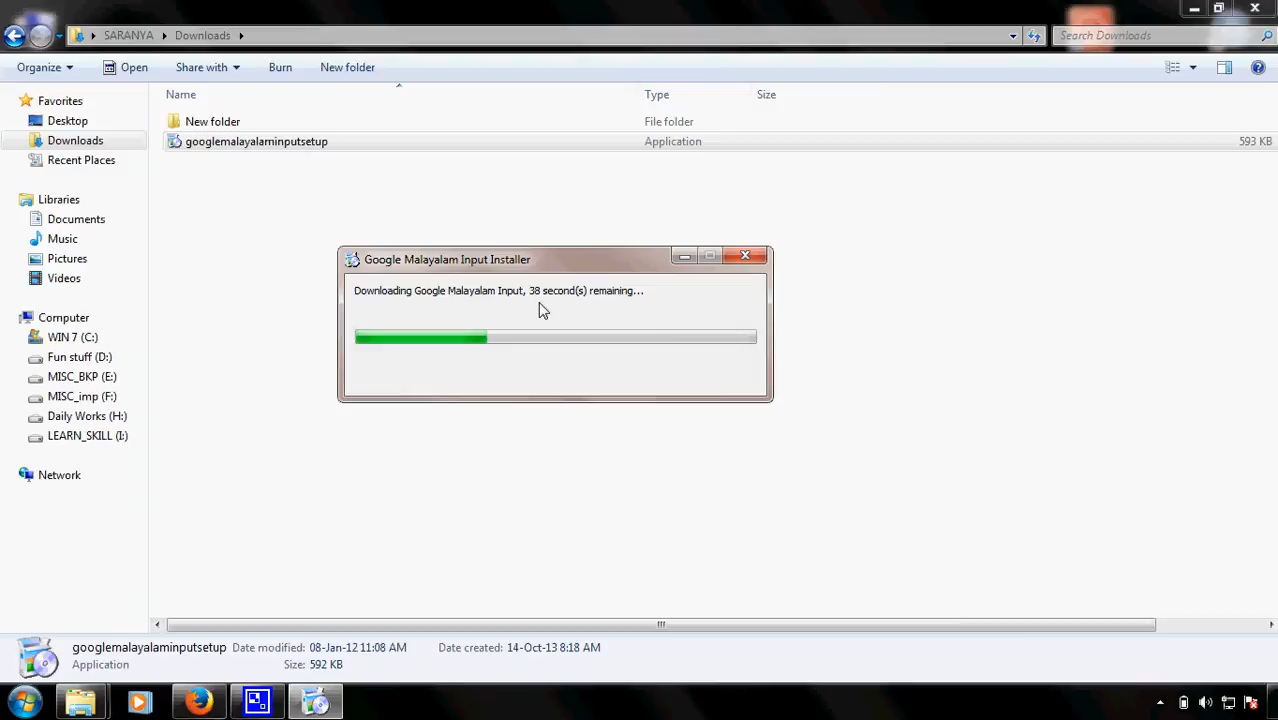 SARANYA Downloads
Search Downloads
Organize Open Share with Burn New folder
Name Type Size
Favorites
Desktop
Downloads
Recent Places
Libraries
Documents
Music
Pictures
Videos
Computer
WIN 7 (C:)
Fun stuff (D:)
MISC_BKP (E:)
MISC_imp (F:)
Daily Works (H:)
LEARN_SKILL (I:)
Network
New folder File folder
googlemalayalaminputsetup Application 593 KB
Google Malayalam Input Installer
Downloading Google Malayalam Input, 38 second(s) remaining...
googlemalayalaminputsetup Date modified: 08-Jan-12 11:08 AM Date created: 14-Oct-13 8:18 AM
Application Size: 592 KB